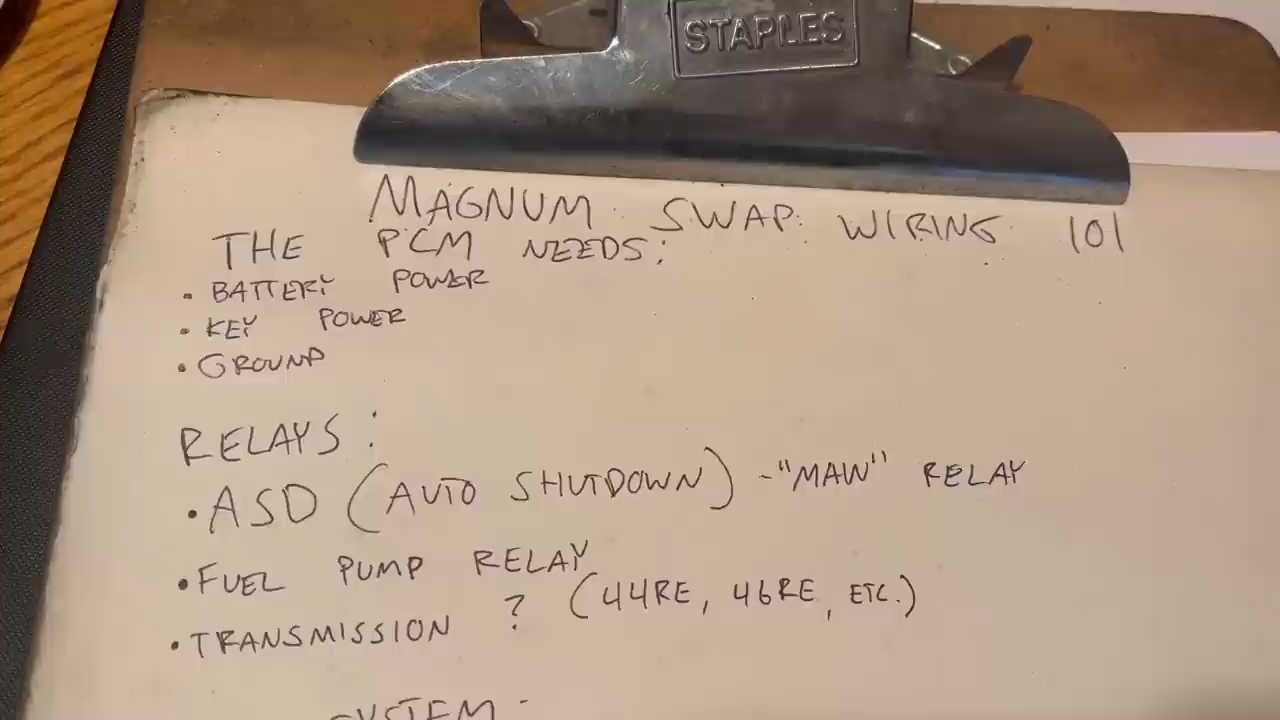 STAPLES
MAGNUM SWAP WIRING 101
THE PCM NEEDS:
• BATTERY POWER
• KEY POWER
• GROUND
RELAYS:
• ASD (AUTO SHUTDOWN) - "MAIN" RELAY
• FUEL PUMP RELAY
• TRANSMISSION ? (44RE, 46RE, ETC.)
SYSTEM: